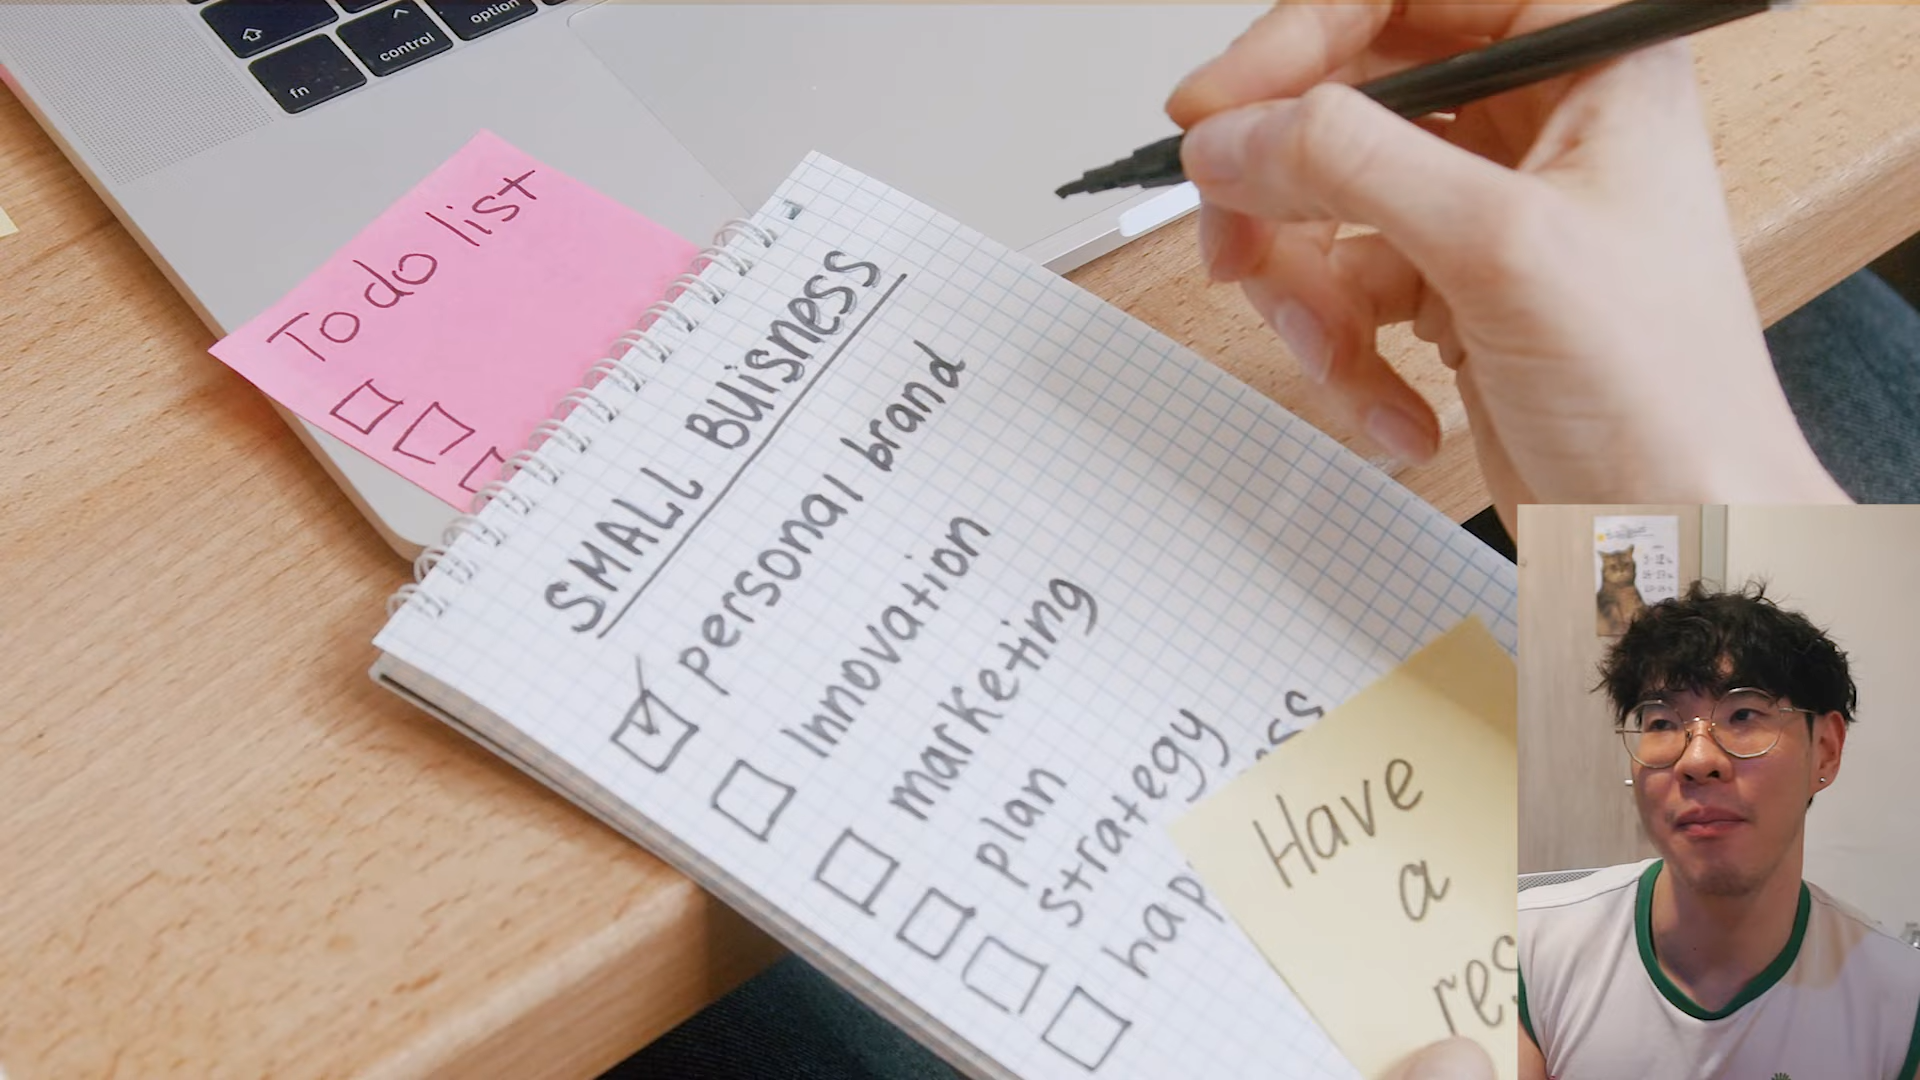 option
control
fn
To do list
SMALL BUISNESS
personal brand
Innovation
marketing
plan
strategy
Have
a